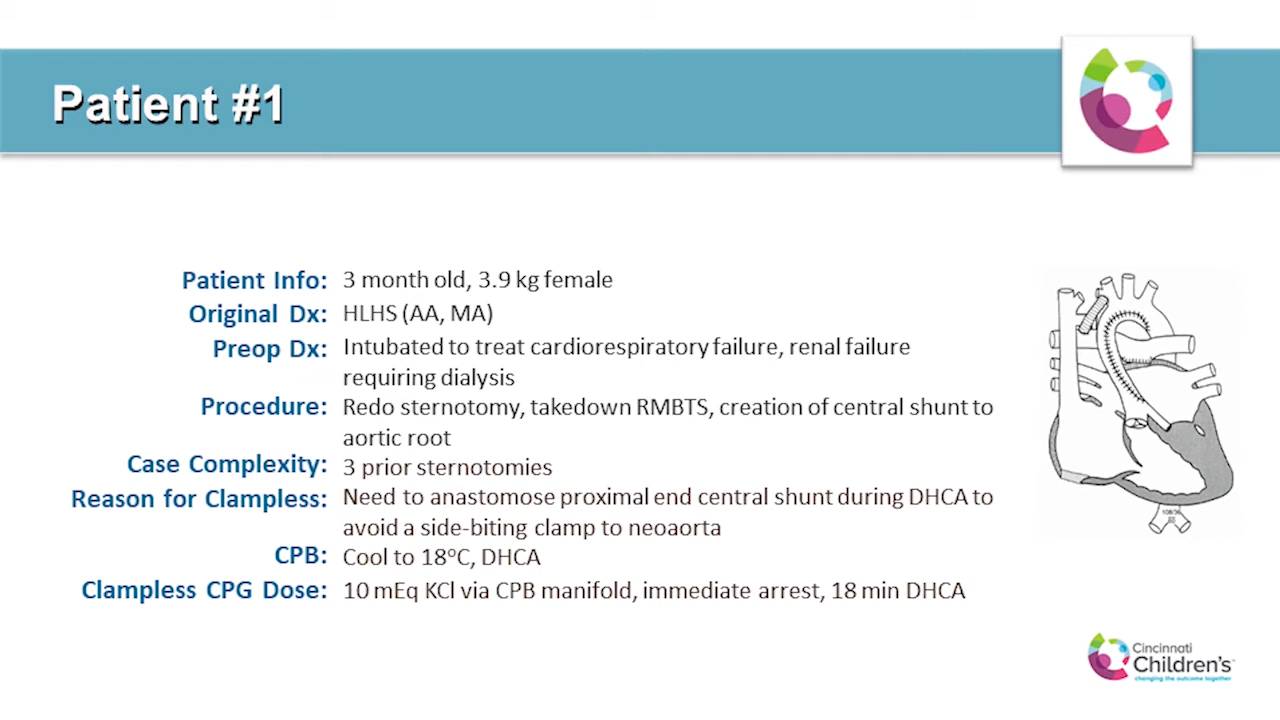 Patient #1
Patient Info: 3 month old, 3.9 kg female
Original Dx: HLHS (AA, MA)
Preop Dx: Intubated to treat cardiorespiratory failure, renal failure
requiring dialysis
Procedure: Redo sternotomy, takedown RMBTS, creation of central shunt to
aortic root
Case Complexity: 3 prior sternotomies
Reason for Clampless: Need to anastomose proximal end central shunt during DHCA to
avoid a side-biting clamp to neoaorta
CPB: Cool to 18°C, DHCA
Clampless CPG Dose: 10 mEq KCl via CPB manifold, immediate arrest, 18 min DHCA
Cincinnati
Children's™
changing the outcome together